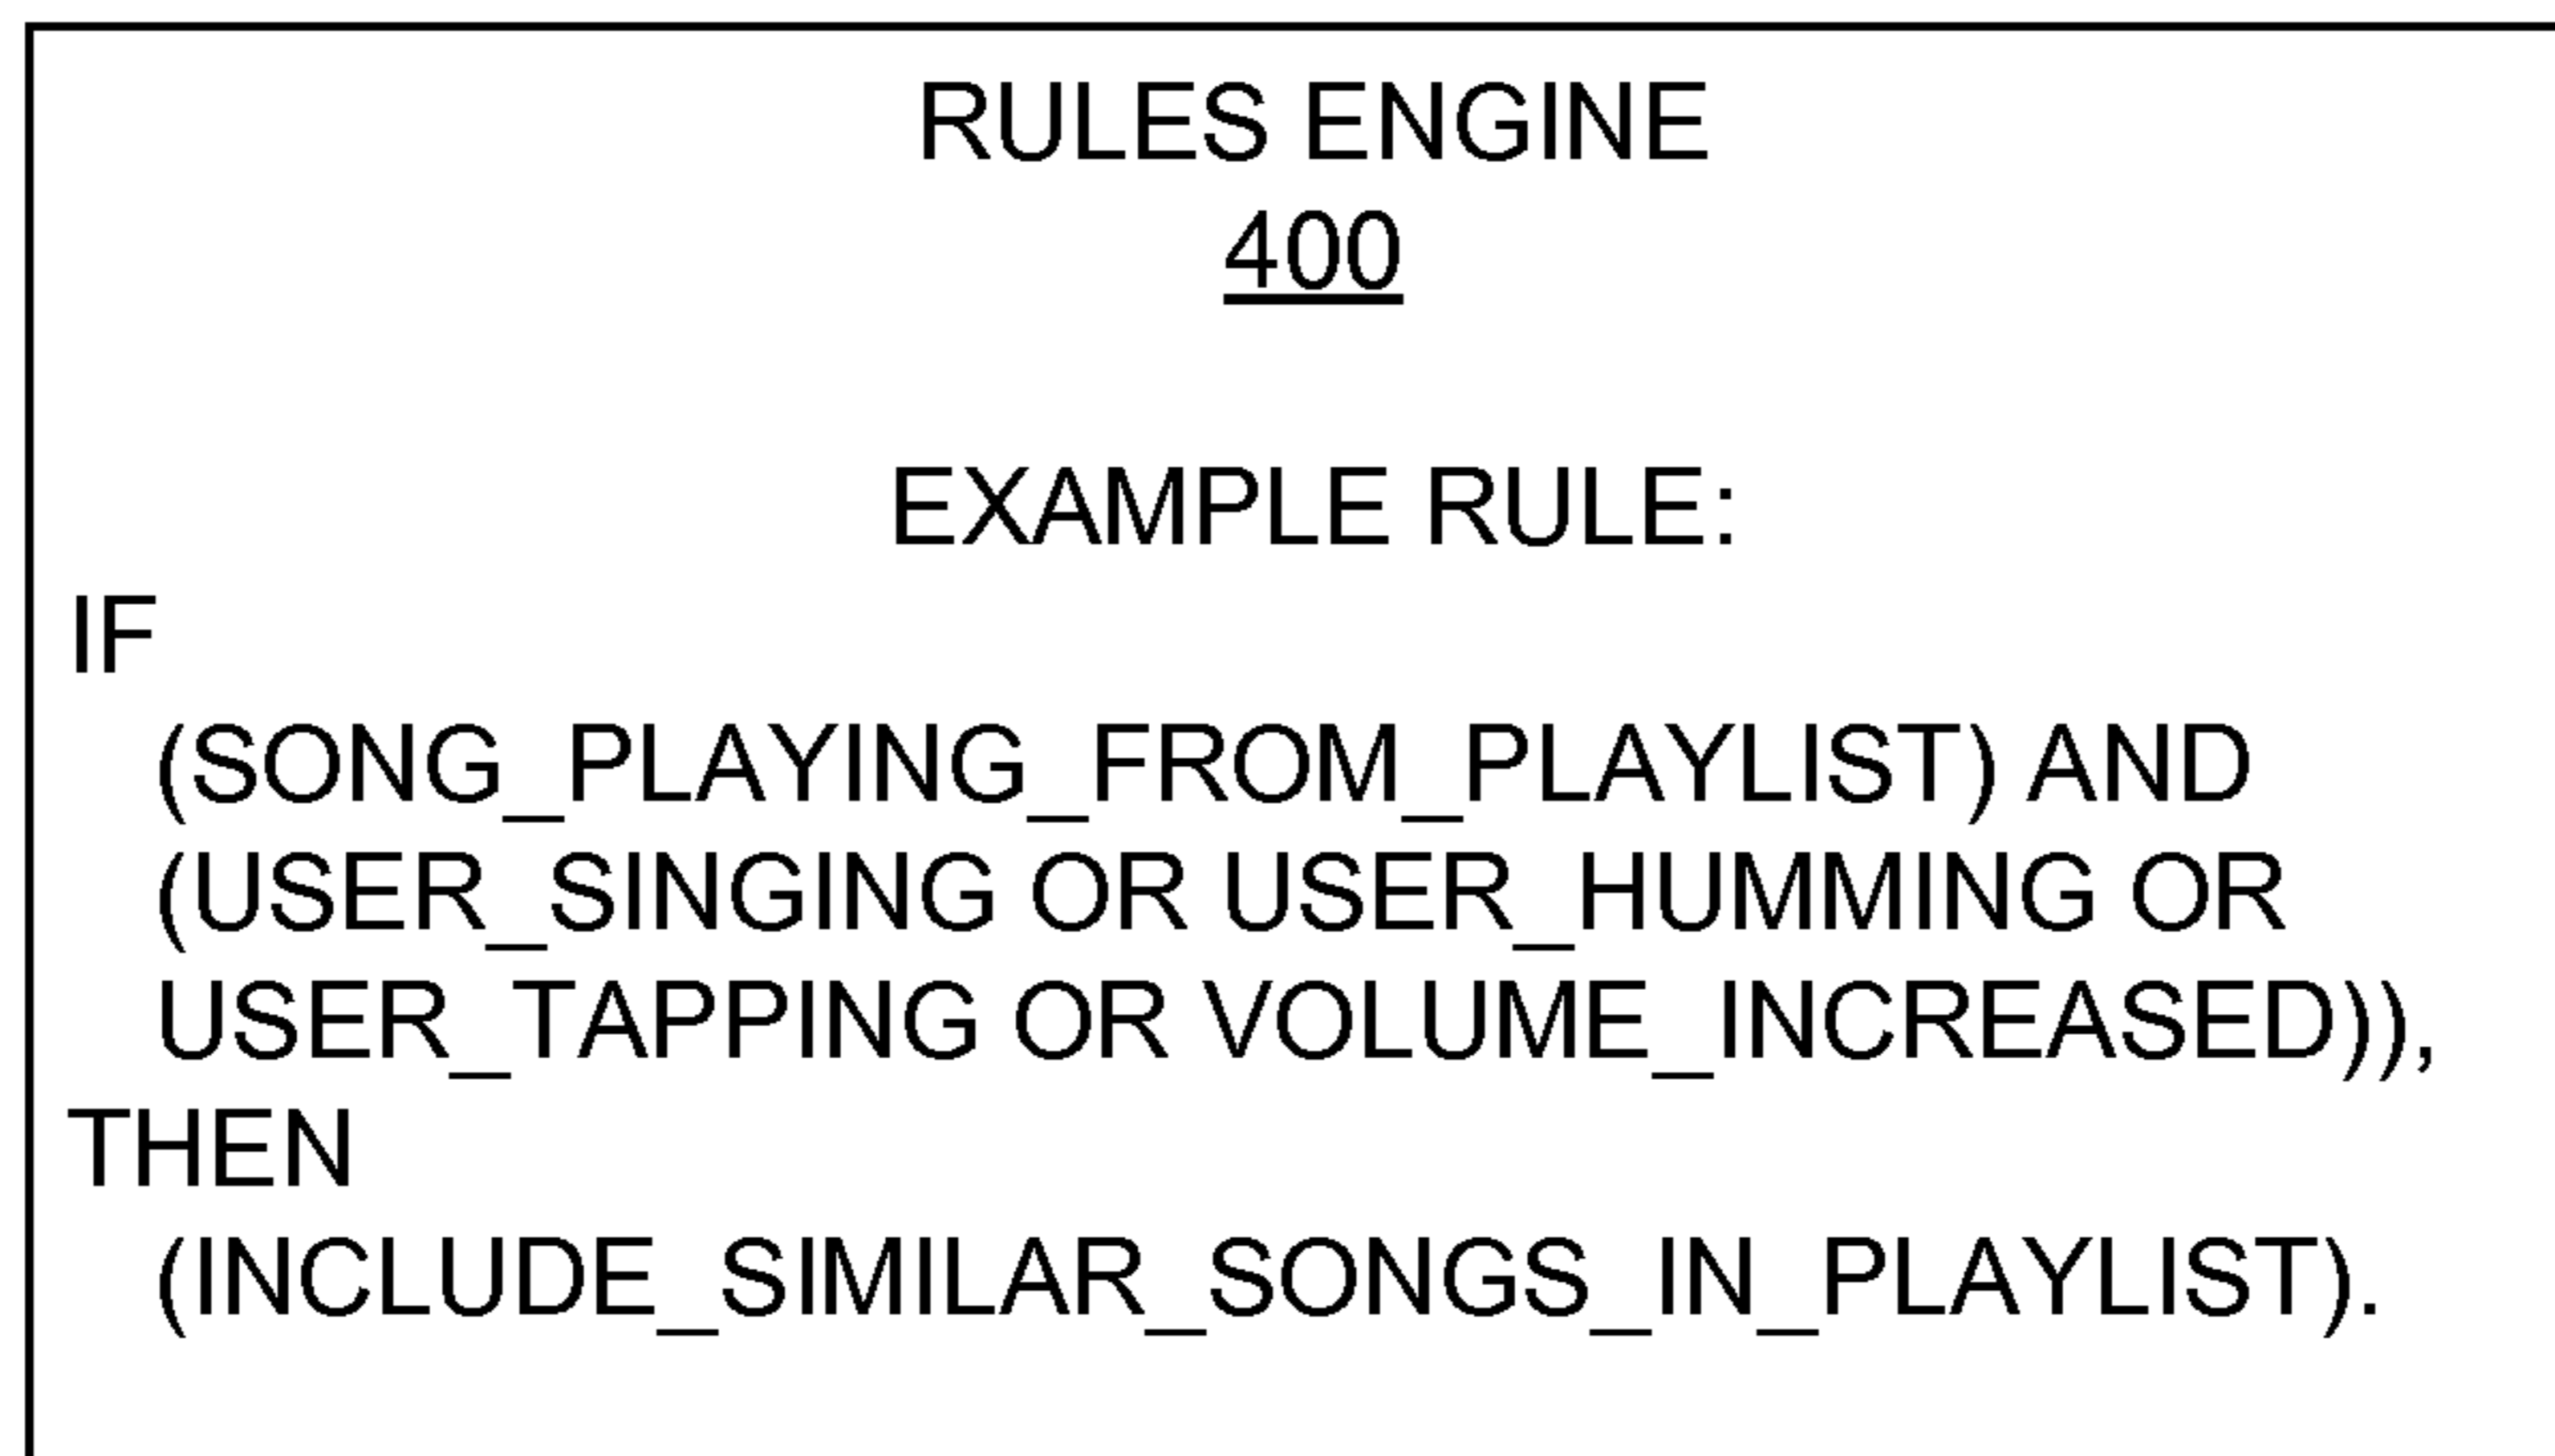 RULES ENGINE
400
EXAMPLE RULE:
IF
(SONG_PLAYING_FROM_PLAYLIST) AND
(USER_SINGING OR USER_HUMMING OR
USER_TAPPING OR VOLUME_INCREASED)),
THEN
(INCLUDE_SIMILAR_SONGS_IN_PLAYLIST).